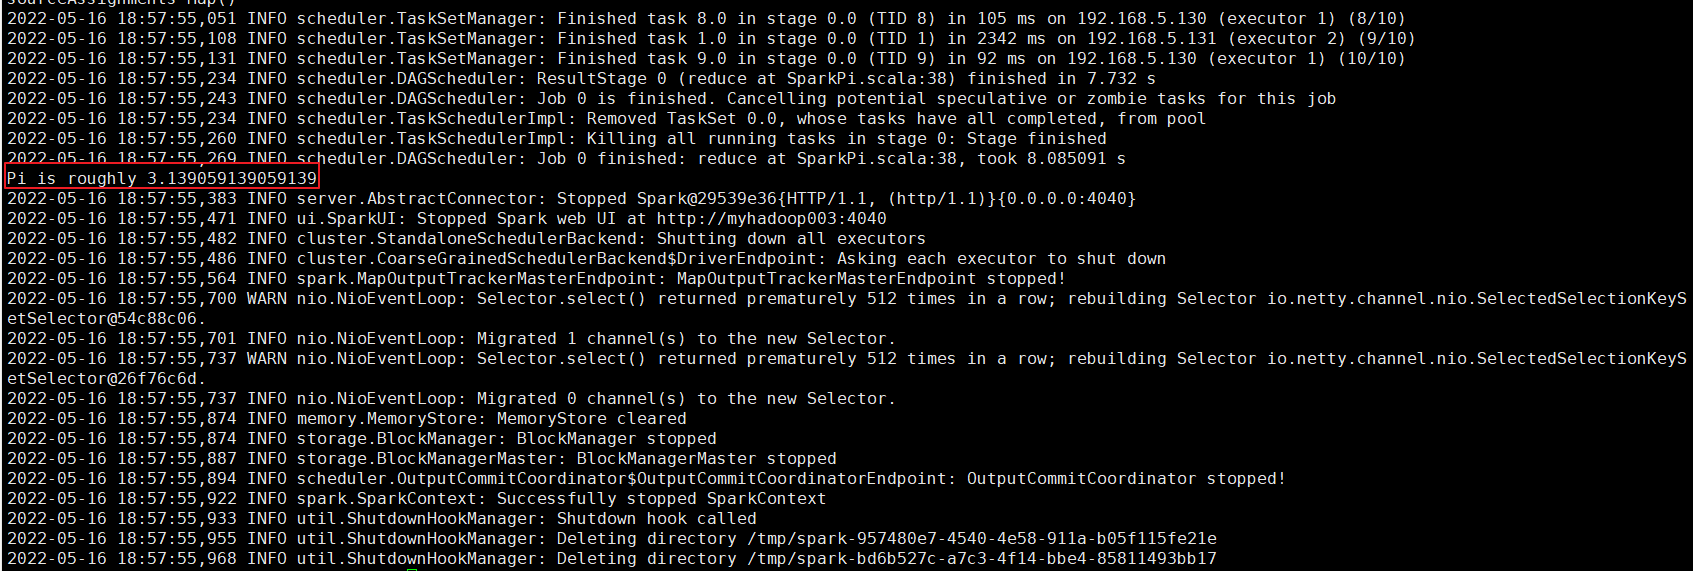 sourceAssignments Map()
2022-05-16 18:57:55,051 INFO scheduler.TaskSetManager: Finished task 8.0 in stage 0.0 (TID 8) in 105 ms on 192.168.5.130 (executor 1) (8/10)
2022-05-16 18:57:55,108 INFO scheduler.TaskSetManager: Finished task 1.0 in stage 0.0 (TID 1) in 2342 ms on 192.168.5.131 (executor 2) (9/10)
2022-05-16 18:57:55,131 INFO scheduler.TaskSetManager: Finished task 9.0 in stage 0.0 (TID 9) in 92 ms on 192.168.5.130 (executor 1) (10/10)
2022-05-16 18:57:55,234 INFO scheduler.DAGScheduler: ResultStage 0 (reduce at SparkPi.scala:38) finished in 7.732 s
2022-05-16 18:57:55,243 INFO scheduler.DAGScheduler: Job 0 is finished. Cancelling potential speculative or zombie tasks for this job
2022-05-16 18:57:55,234 INFO scheduler.TaskSchedulerImpl: Removed TaskSet 0.0, whose tasks have all completed, from pool
2022-05-16 18:57:55,260 INFO scheduler.TaskSchedulerImpl: Killing all running tasks in stage 0: Stage finished
2022-05-16 18:57:55,269 INFO scheduler.DAGScheduler: Job 0 finished: reduce at SparkPi.scala:38, took 8.085091 s
Pi is roughly 3.139059139059139
2022-05-16 18:57:55,383 INFO server.AbstractConnector: Stopped Spark@29539e36{HTTP/1.1, (http/1.1)}{0.0.0.0:4040}
2022-05-16 18:57:55,471 INFO ui.SparkUI: Stopped Spark web UI at http://myhadoop003:4040
2022-05-16 18:57:55,482 INFO cluster.StandaloneSchedulerBackend: Shutting down all executors
2022-05-16 18:57:55,486 INFO cluster.CoarseGrainedSchedulerBackend$DriverEndpoint: Asking each executor to shut down
2022-05-16 18:57:55,564 INFO spark.MapOutputTrackerMasterEndpoint: MapOutputTrackerMasterEndpoint stopped!
2022-05-16 18:57:55,700 WARN nio.NioEventLoop: Selector.select() returned prematurely 512 times in a row; rebuilding Selector io.netty.channel.nio.SelectedSelectionKeyS
etSelector@54c88c06.
2022-05-16 18:57:55,701 INFO nio.NioEventLoop: Migrated 1 channel(s) to the new Selector.
2022-05-16 18:57:55,737 WARN nio.NioEventLoop: Selector.select() returned prematurely 512 times in a row; rebuilding Selector io.netty.channel.nio.SelectedSelectionKeyS
etSelector@26f76c6d.
2022-05-16 18:57:55,737 INFO nio.NioEventLoop: Migrated 0 channel(s) to the new Selector.
2022-05-16 18:57:55,874 INFO memory.MemoryStore: MemoryStore cleared
2022-05-16 18:57:55,874 INFO storage.BlockManager: BlockManager stopped
2022-05-16 18:57:55,887 INFO storage.BlockManagerMaster: BlockManagerMaster stopped
2022-05-16 18:57:55,894 INFO scheduler.OutputCommitCoordinator$OutputCommitCoordinatorEndpoint: OutputCommitCoordinator stopped!
2022-05-16 18:57:55,922 INFO spark.SparkContext: Successfully stopped SparkContext
2022-05-16 18:57:55,933 INFO util.ShutdownHookManager: Shutdown hook called
2022-05-16 18:57:55,955 INFO util.ShutdownHookManager: Deleting directory /tmp/spark-957480e7-4540-4e58-911a-b05f115fe21e
2022-05-16 18:57:55,968 INFO util.ShutdownHookManager: Deleting directory /tmp/spark-bd6b527c-a7c3-4f14-bbe4-85811493bb17